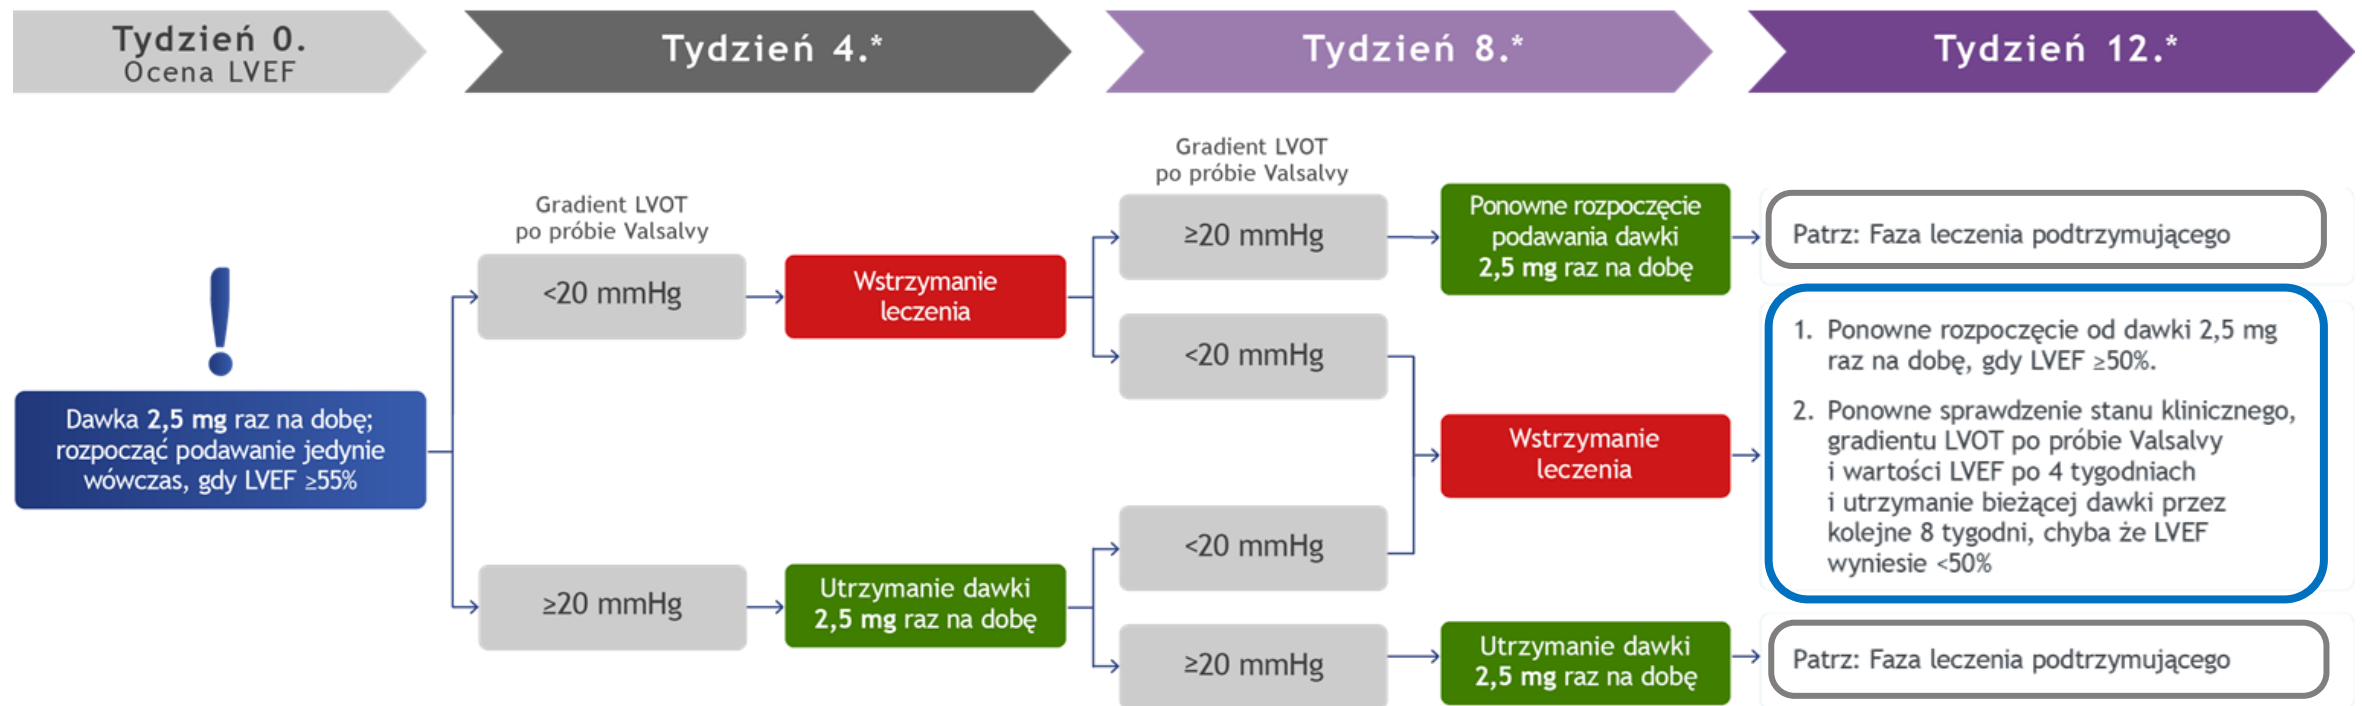 Tydzień 0.
Ocena LVEF
Tydzień 4.*
Tydzień 8.*
Tydzień 12.*
Dawka 2,5 mg raz na dobę;
rozpocząć podawanie jedynie
wówczas, gdy LVEF ≥55%
Gradient LVOT
po próbie Valsalvy
<20 mmHg
Wstrzymanie
leczenia
≥20 mmHg
Utrzymanie dawki
2,5 mg raz na dobę
Gradient LVOT
po próbie Valsalvy
≥20 mmHg
Ponowne rozpoczęcie
podawania dawki
2,5 mg raz na dobę
<20 mmHg
<20 mmHg
Wstrzymanie
leczenia
≥20 mmHg
Utrzymanie dawki
2,5 mg raz na dobę
Patrz: Faza leczenia podtrzymującego
1. Ponowne rozpoczęcie od dawki 2,5 mg
raz na dobę, gdy LVEF ≥50%.
2. Ponowne sprawdzenie stanu klinicznego,
gradientu LVOT po próbie Valsalvy
i wartości LVEF po 4 tygodniach
i utrzymanie bieżącej dawki przez
kolejne 8 tygodni, chyba że LVEF
wyniesie <50%
Patrz: Faza leczenia podtrzymującego